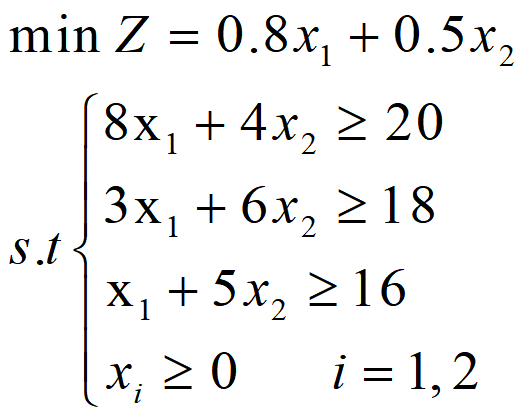 min Z = 0.8x₁ + 0.5x₂
8x₁ + 4x₂ ≥ 20
3x₁ + 6x₂ ≥ 18
s.t
x₁ + 5x₂ ≥ 16
xᵢ ≥ 0 i = 1, 2